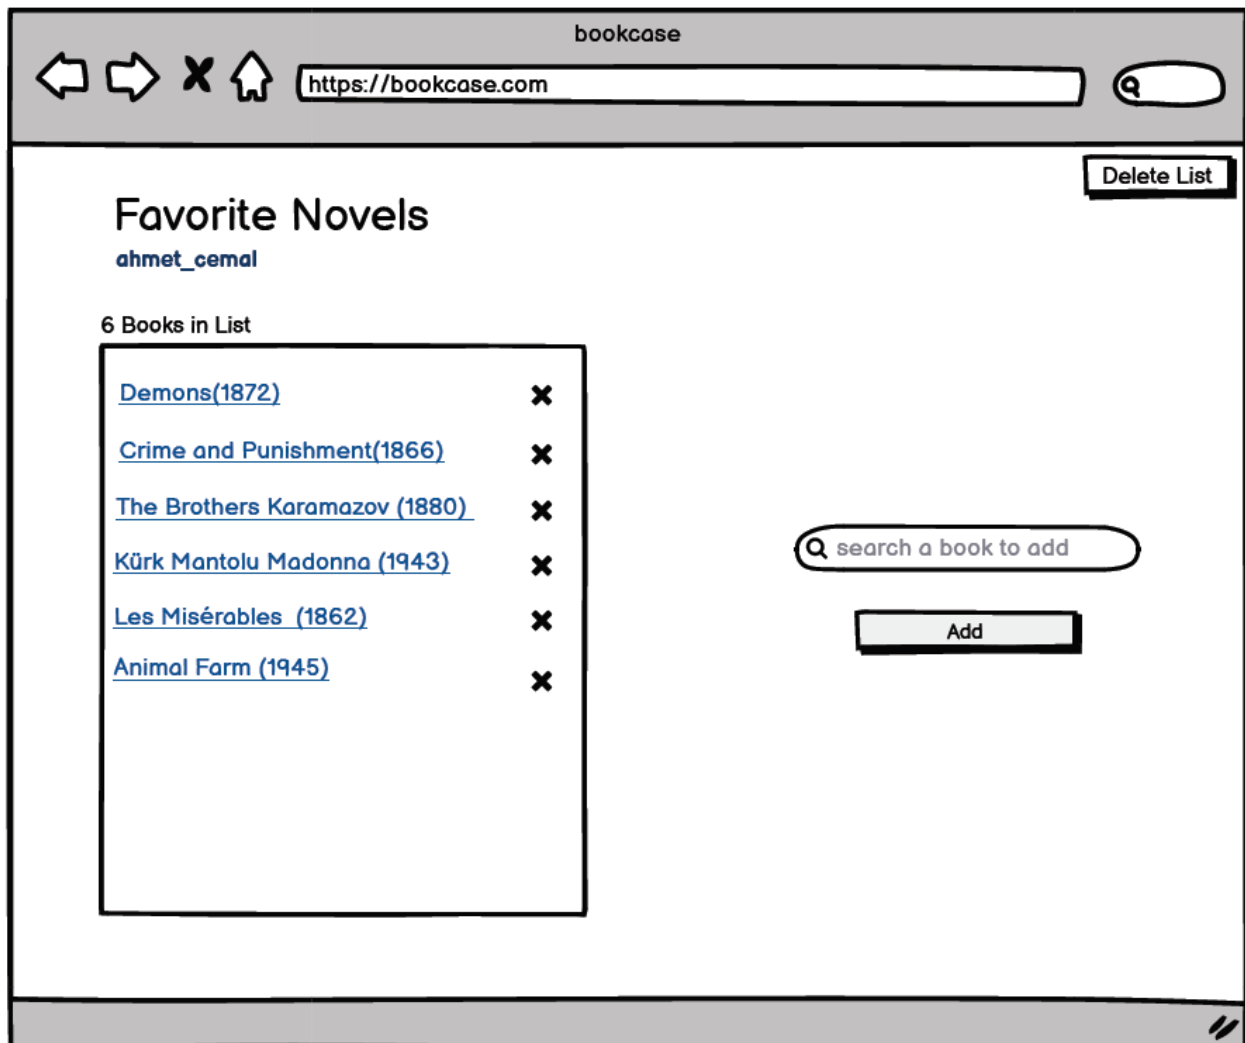 bookcase
https://bookcase.com
Delete List
Favorite Novels
ahmet_cemal
6 Books in List
Demons(1872)
Crime and Punishment(1866)
The Brothers Karamazov (1880)
Kürk Mantolu Madonna (1943)
Les Misérables (1862)
Animal Farm (1945)
search a book to add
Add